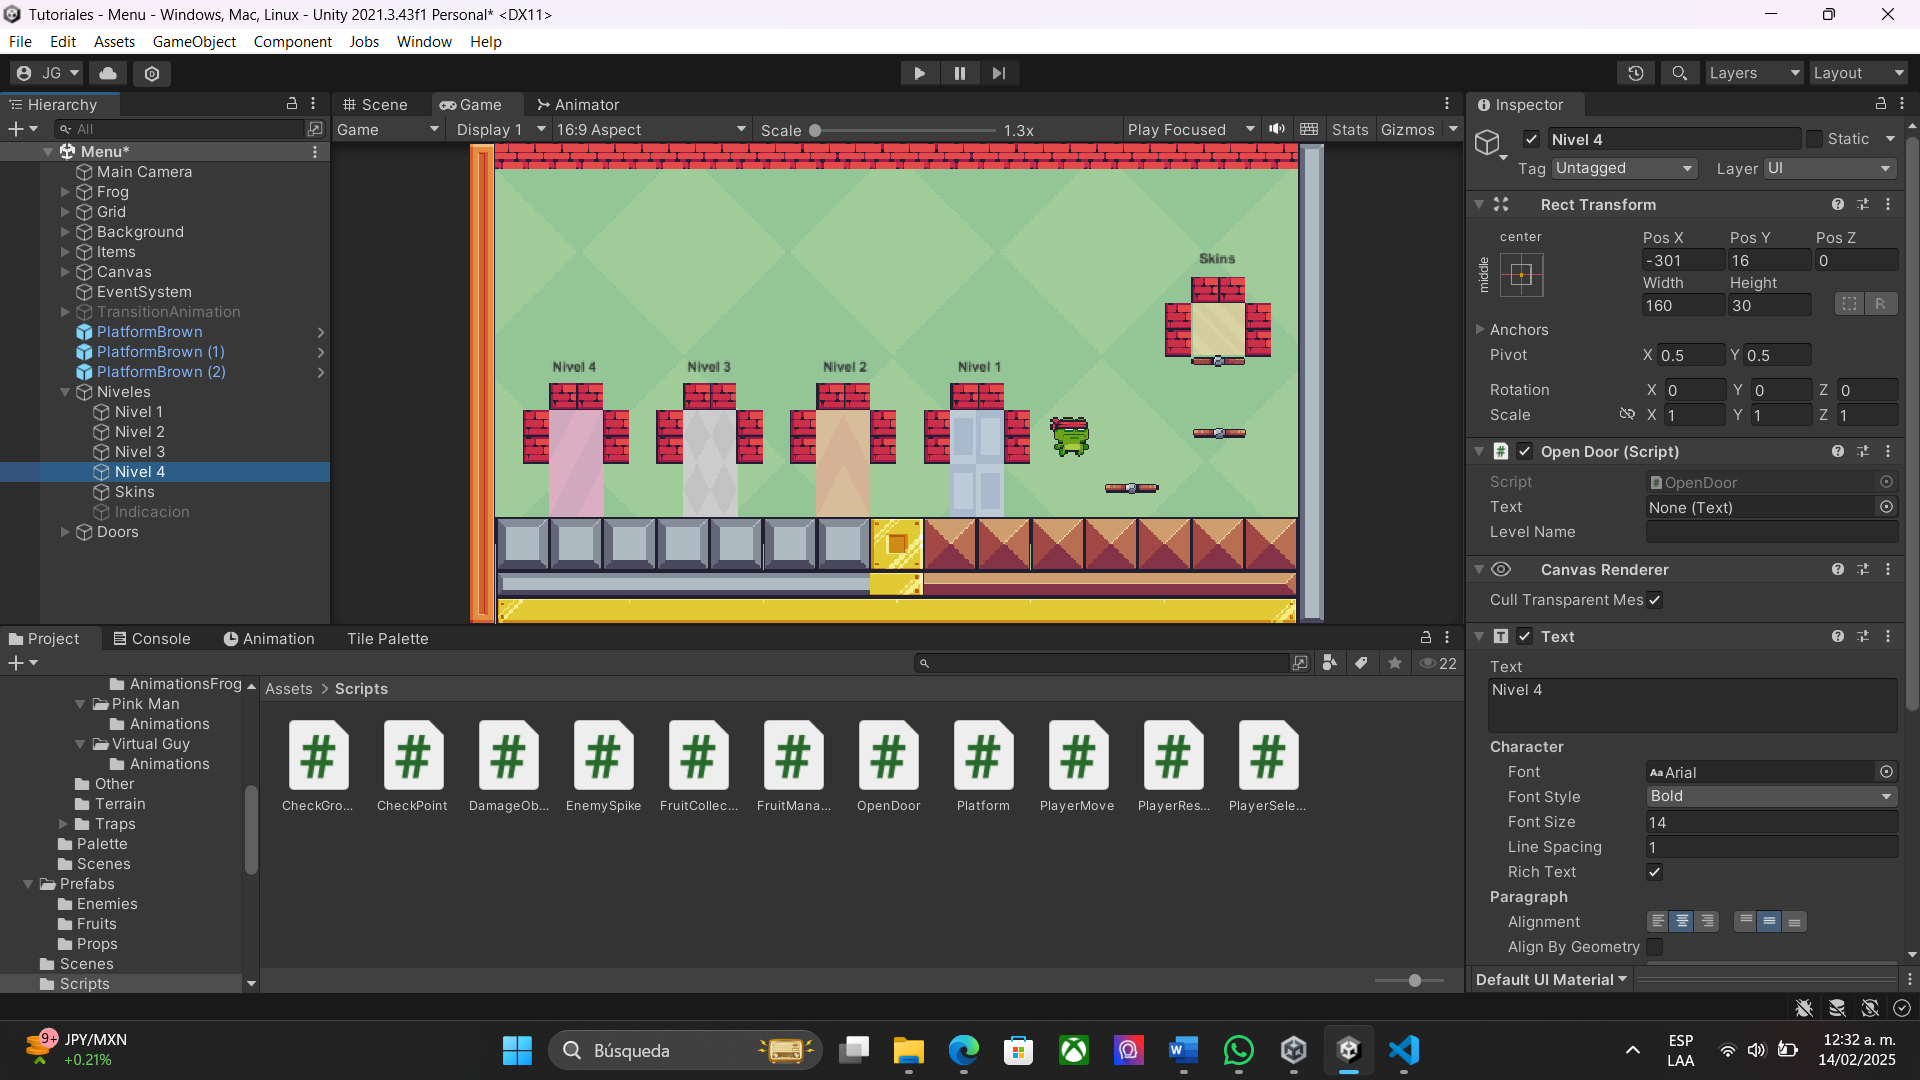 Tutoriales - Menu - Windows, Mac, Linux - Unity 2021.3.43f1 Personal* <DX11>
File Edit Assets GameObject Component Jobs Window Help
JG Layers Layout
Hierarchy
All
Menu*
Main Camera
Frog
Grid
Background
Items
Canvas
EventSystem
TransitionAnimation
PlatformBrown
PlatformBrown (1)
PlatformBrown (2)
Niveles
Nivel 1
Nivel 2
Nivel 3
Nivel 4
Skins
Indicacion
Doors
Scene Game Animator
Game Display 1 16:9 Aspect Scale 1.3x Play Focused Stats Gizmos
Skins
Nivel 4 Nivel 3 Nivel 2 Nivel 1
Inspector
Nivel 4 Static
Tag Untagged Layer UI
Rect Transform
center
middle
Pos X Pos Y Pos Z
-301 16 0
Width Height
160 30 R
Anchors
Pivot X 0.5 Y 0.5
Rotation X 0 Y 0 Z 0
Scale X 1 Y 1 Z 1
# Open Door (Script)
Script # OpenDoor
Text None (Text)
Level Name
Canvas Renderer
Cull Transparent Mes
T Text
Text
Nivel 4
Character
Font Aa Arial
Font Style Bold
Font Size 14
Line Spacing 1
Rich Text
Paragraph
Alignment
Align By Geometry
Default UI Material
Project Console Animation Tile Palette
22
AnimationsFrog
Pink Man
Animations
Virtual Guy
Animations
Other
Terrain
Traps
Palette
Scenes
Prefabs
Enemies
Fruits
Props
Scenes
Scripts
Assets > Scripts
# # # # # # # # # # #
CheckGro... CheckPoint DamageOb... EnemySpike FruitCollec... FruitMana... OpenDoor Platform PlayerMove PlayerRes... PlayerSele...
9+ JPY/MXN
+0.21%
Búsqueda
ESP
LAA
12:32 a. m.
14/02/2025